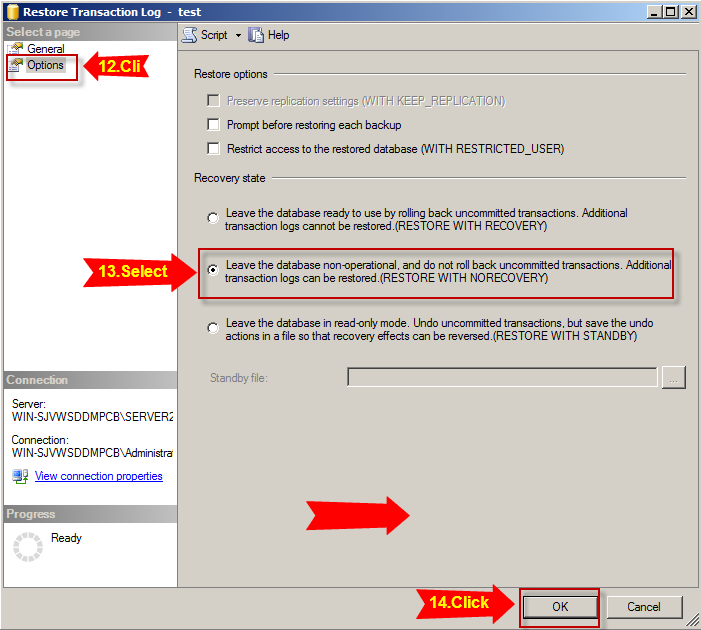 Restore Transaction Log - test
Select a page
General
Options
12.Cli
Script
Help
Restore options
Preserve replication settings (WITH KEEP_REPLICATION)
Prompt before restoring each backup
Restrict access to the restored database (WITH RESTRICTED_USER)
Recovery state
Leave the database ready to use by rolling back uncommitted transactions. Additional
transaction logs cannot be restored.(RESTORE WITH RECOVERY)
13.Select
Leave the database non-operational, and do not roll back uncommitted transactions. Additional
transaction logs can be restored.(RESTORE WITH NORECOVERY)
Leave the database in read-only mode. Undo uncommitted transactions, but save the undo
actions in a file so that recovery effects can be reversed.(RESTORE WITH STANDBY)
Standby file:
...
Connection
Server:
WIN-SJVWSDDMPCB\SERVER2
Connection:
WIN-SJVWSDDMPCB\Administra
View connection properties
Progress
Ready
14.Click
OK
Cancel